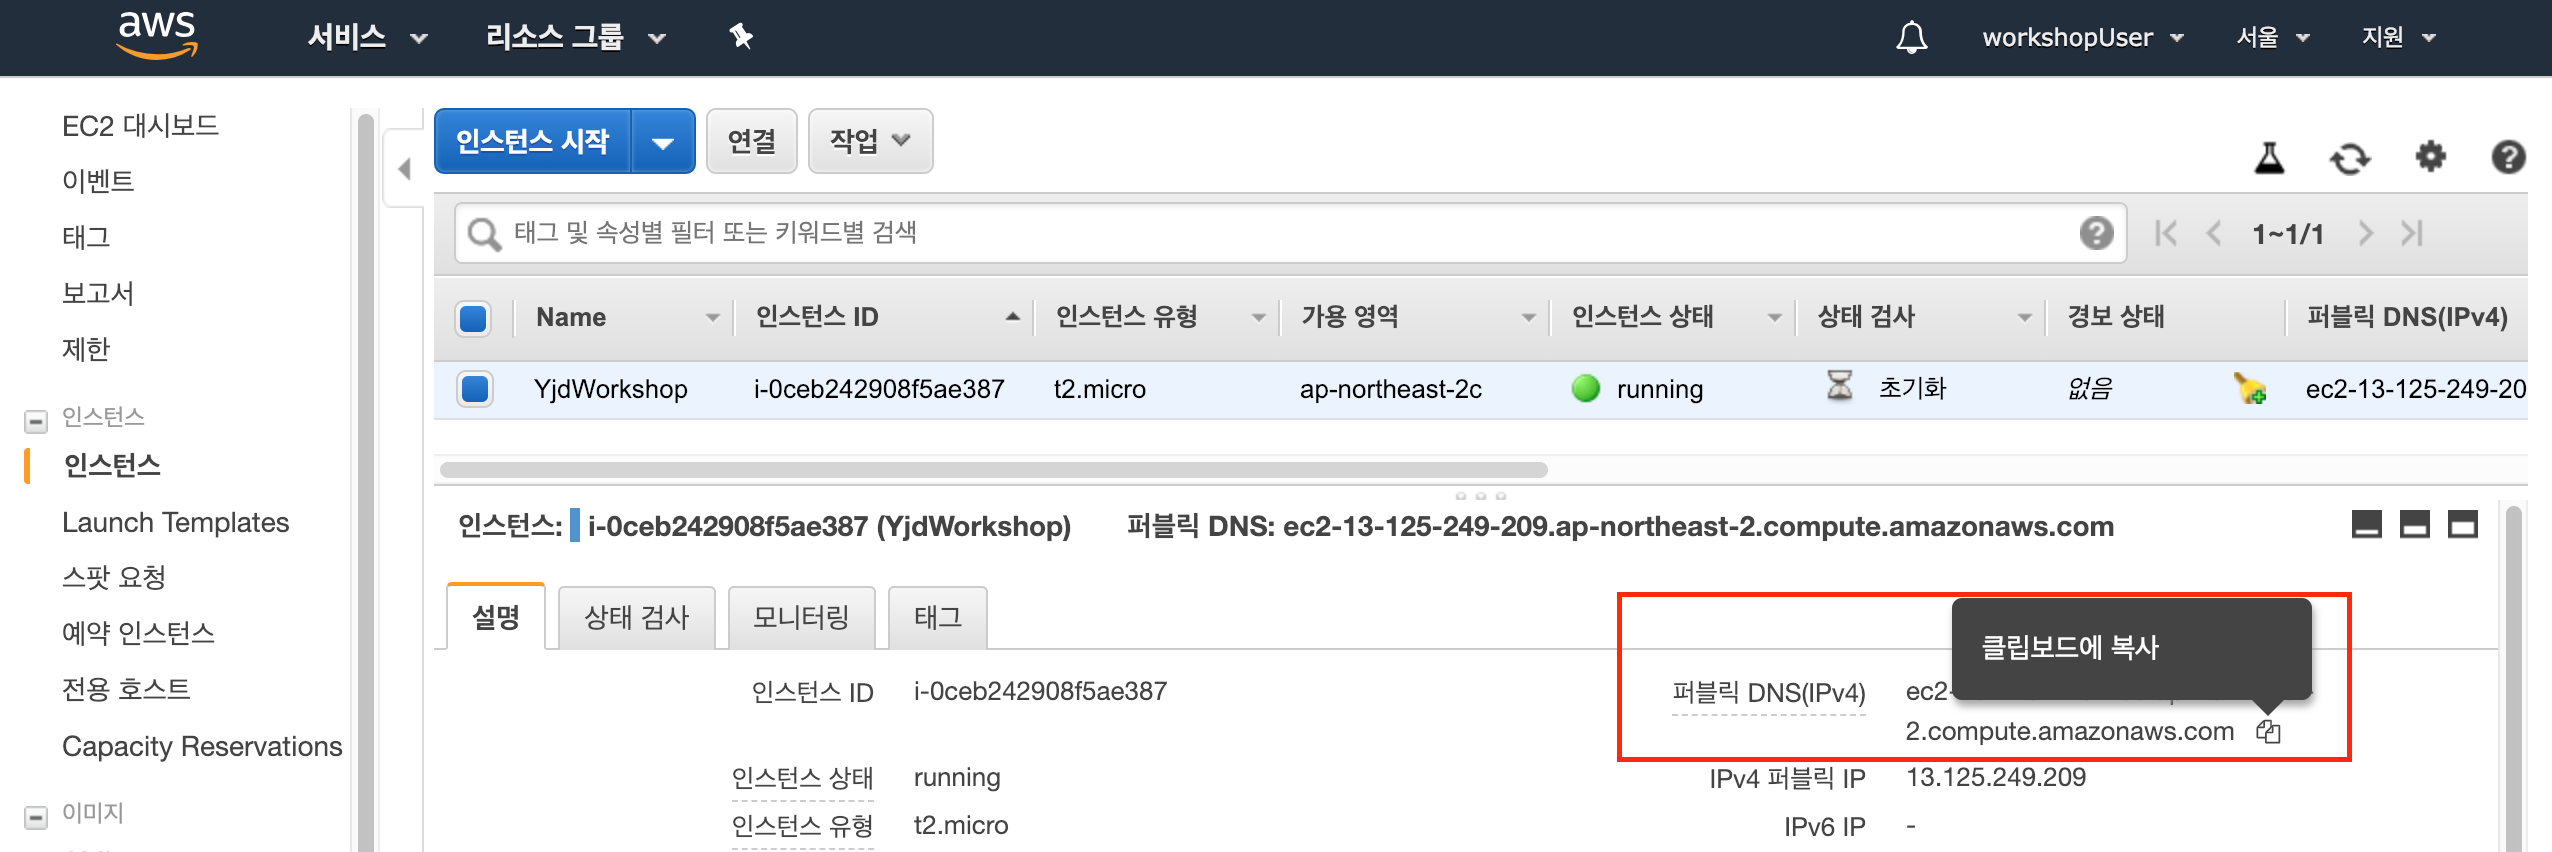 aws 서비스 리소스 그룹 workshopUser 서울 지원
EC2 대시보드
이벤트
태그
보고서
제한
인스턴스
인스턴스
Launch Templates
스팟 요청
예약 인스턴스
전용 호스트
Capacity Reservations
이미지
인스턴스 시작 연결 작업
태그 및 속성별 필터 또는 키워드별 검색 1~1/1
Name 인스턴스 ID 인스턴스 유형 가용 영역 인스턴스 상태 상태 검사 경보 상태 퍼블릭 DNS(IPv4)
YjdWorkshop i-0ceb242908f5ae387 t2.micro ap-northeast-2c running 초기화 없음 ec2-13-125-249-20
인스턴스: i-0ceb242908f5ae387 (YjdWorkshop) 퍼블릭 DNS: ec2-13-125-249-209.ap-northeast-2.compute.amazonaws.com
설명 상태 검사 모니터링 태그
클립보드에 복사
인스턴스 ID i-0ceb242908f5ae387 퍼블릭 DNS(IPv4) ec2-
2.compute.amazonaws.com
인스턴스 상태 running IPv4 퍼블릭 IP 13.125.249.209
인스턴스 유형 t2.micro IPv6 IP -